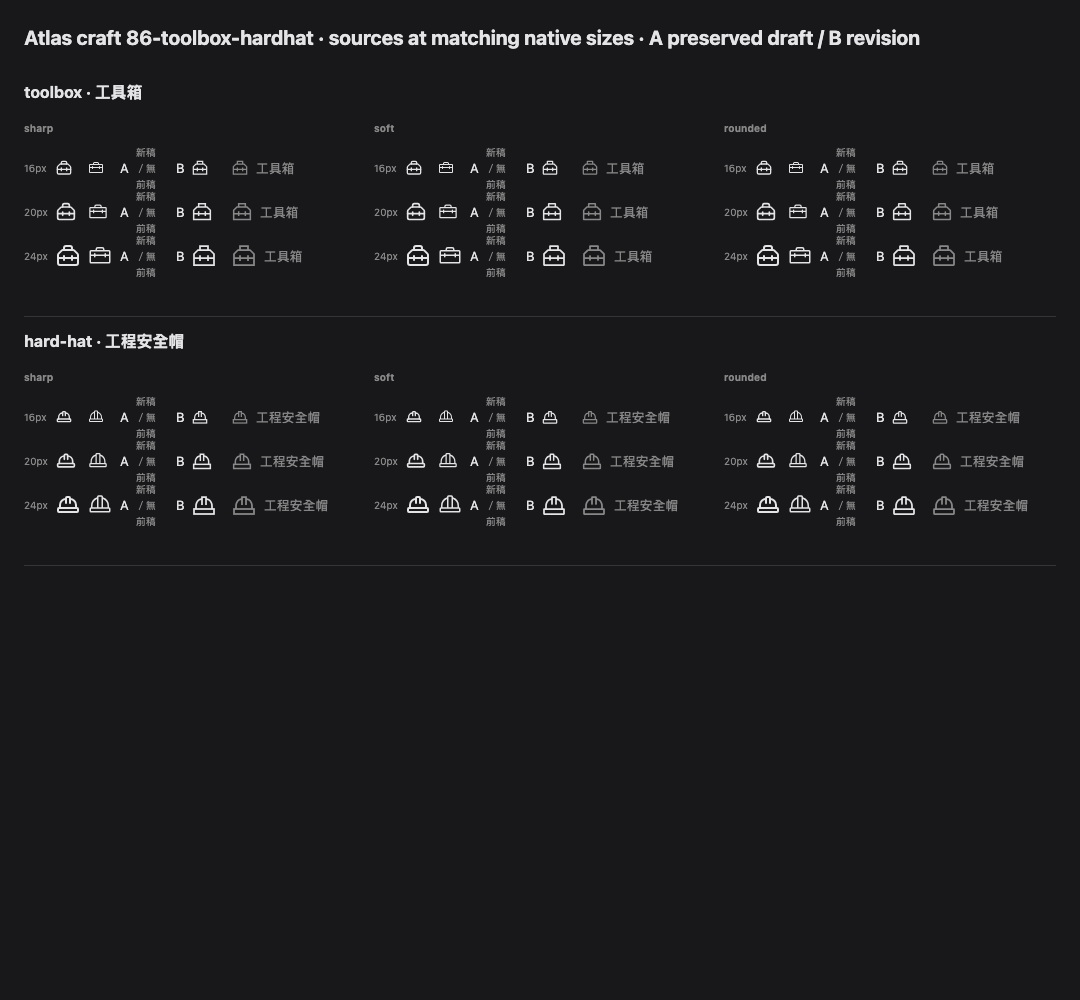 Atlas craft 86-toolbox-hardhat · sources at matching native sizes · A preserved draft / B revision
toolbox · 工具箱
sharp soft rounded
16px A 新稿 / 無前稿 B 工具箱 16px A 新稿 / 無前稿 B 工具箱 16px A 新稿 / 無前稿 B 工具箱
20px A 新稿 / 無前稿 B 工具箱 20px A 新稿 / 無前稿 B 工具箱 20px A 新稿 / 無前稿 B 工具箱
24px A 新稿 / 無前稿 B 工具箱 24px A 新稿 / 無前稿 B 工具箱 24px A 新稿 / 無前稿 B 工具箱
hard-hat · 工程安全帽
sharp soft rounded
16px A 新稿 / 無前稿 B 工程安全帽 16px A 新稿 / 無前稿 B 工程安全帽 16px A 新稿 / 無前稿 B 工程安全帽
20px A 新稿 / 無前稿 B 工程安全帽 20px A 新稿 / 無前稿 B 工程安全帽 20px A 新稿 / 無前稿 B 工程安全帽
24px A 新稿 / 無前稿 B 工程安全帽 24px A 新稿 / 無前稿 B 工程安全帽 24px A 新稿 / 無前稿 B 工程安全帽